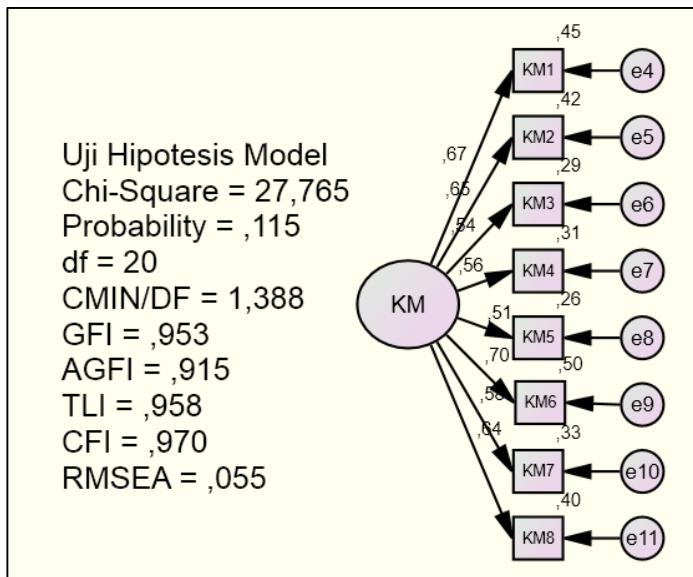 Uji Hipotesis Model
Chi-Square = 27,765
Probability = ,115
df = 20
CMIN/DF = 1,388
GFI = ,953
AGFI = ,915
TLI = ,958
CFI = ,970
RMSEA = ,055
KM
,67
,65
,54
,56
,51
,70
,58
,64
,45
KM1
e4
,42
KM2
e5
,29
KM3
e6
,31
KM4
e7
,26
KM5
e8
,50
KM6
e9
,33
KM7
e10
,40
KM8
e11